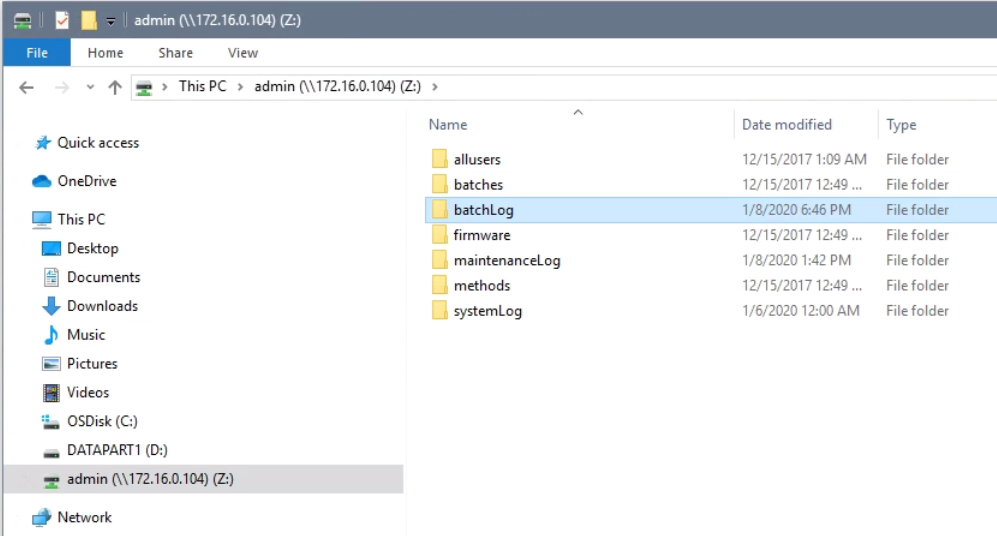 admin (\\172.16.0.104) (Z:)
File Home Share View
This PC > admin (\\172.16.0.104) (Z:) >
Name Date modified Type
Quick access
OneDrive
This PC
Desktop
Documents
Downloads
Music
Pictures
Videos
OSDisk (C:)
DATAPART1 (D:)
admin (\\172.16.0.104) (Z:)
Network
allusers 12/15/2017 1:09 AM File folder
batches 12/15/2017 12:49 ... File folder
batchLog 1/8/2020 6:46 PM File folder
firmware 12/15/2017 12:49 ... File folder
maintenanceLog 1/8/2020 1:42 PM File folder
methods 12/15/2017 12:49 ... File folder
systemLog 1/6/2020 12:00 AM File folder